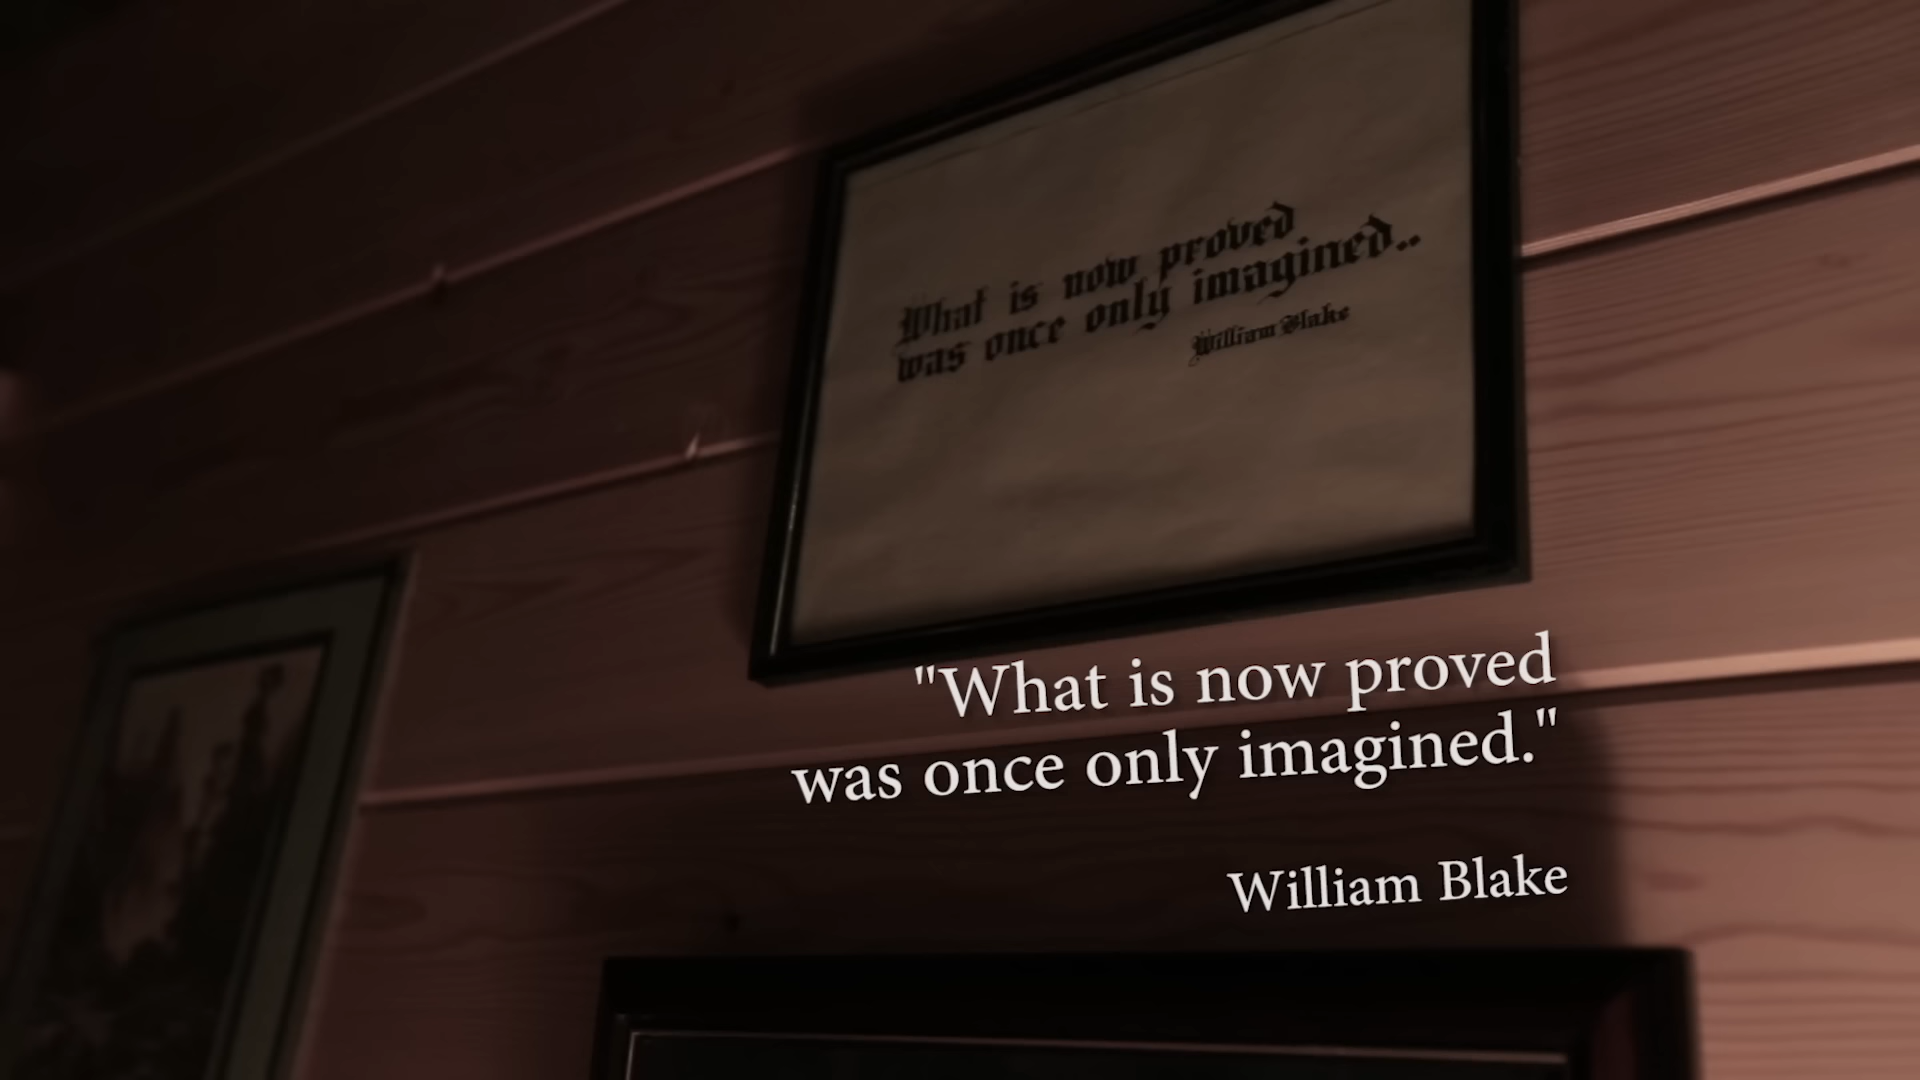 What is now proved
was once only imagined..
William Blake
"What is now proved
was once only imagined."
William Blake